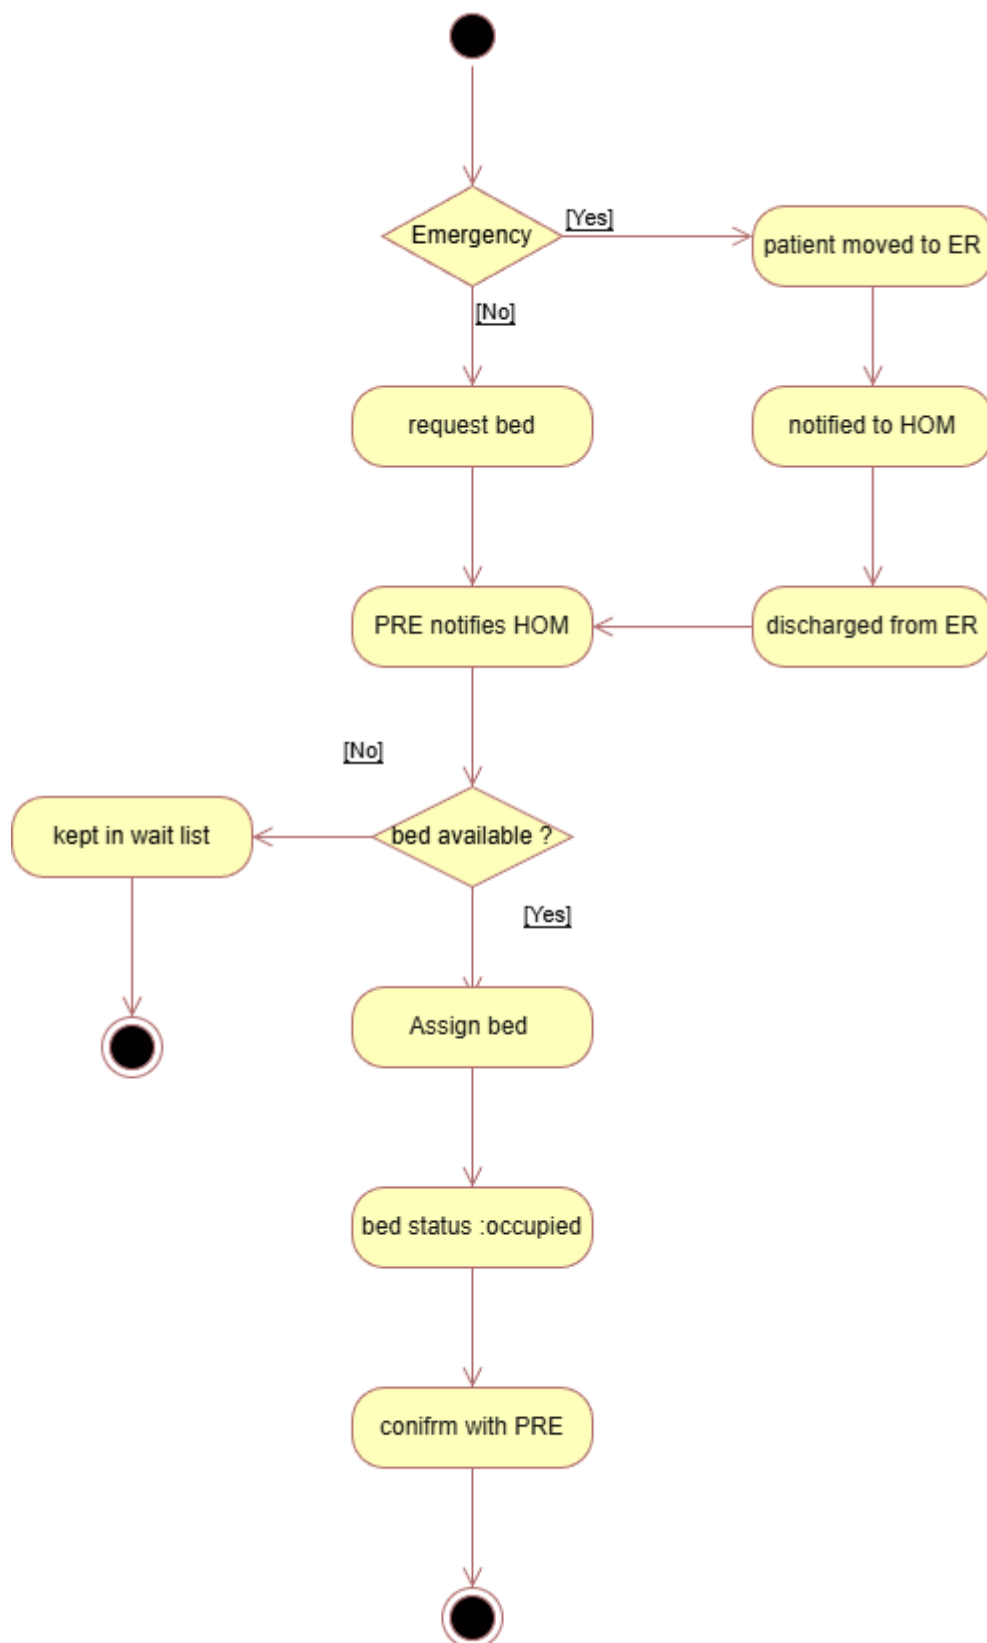 Emergency
[Yes]
patient moved to ER
[No]
request bed
notified to HOM
PRE notifies HOM
discharged from ER
[No]
kept in wait list
bed available ?
[Yes]
Assign bed
bed status :occupied
conifrm with PRE